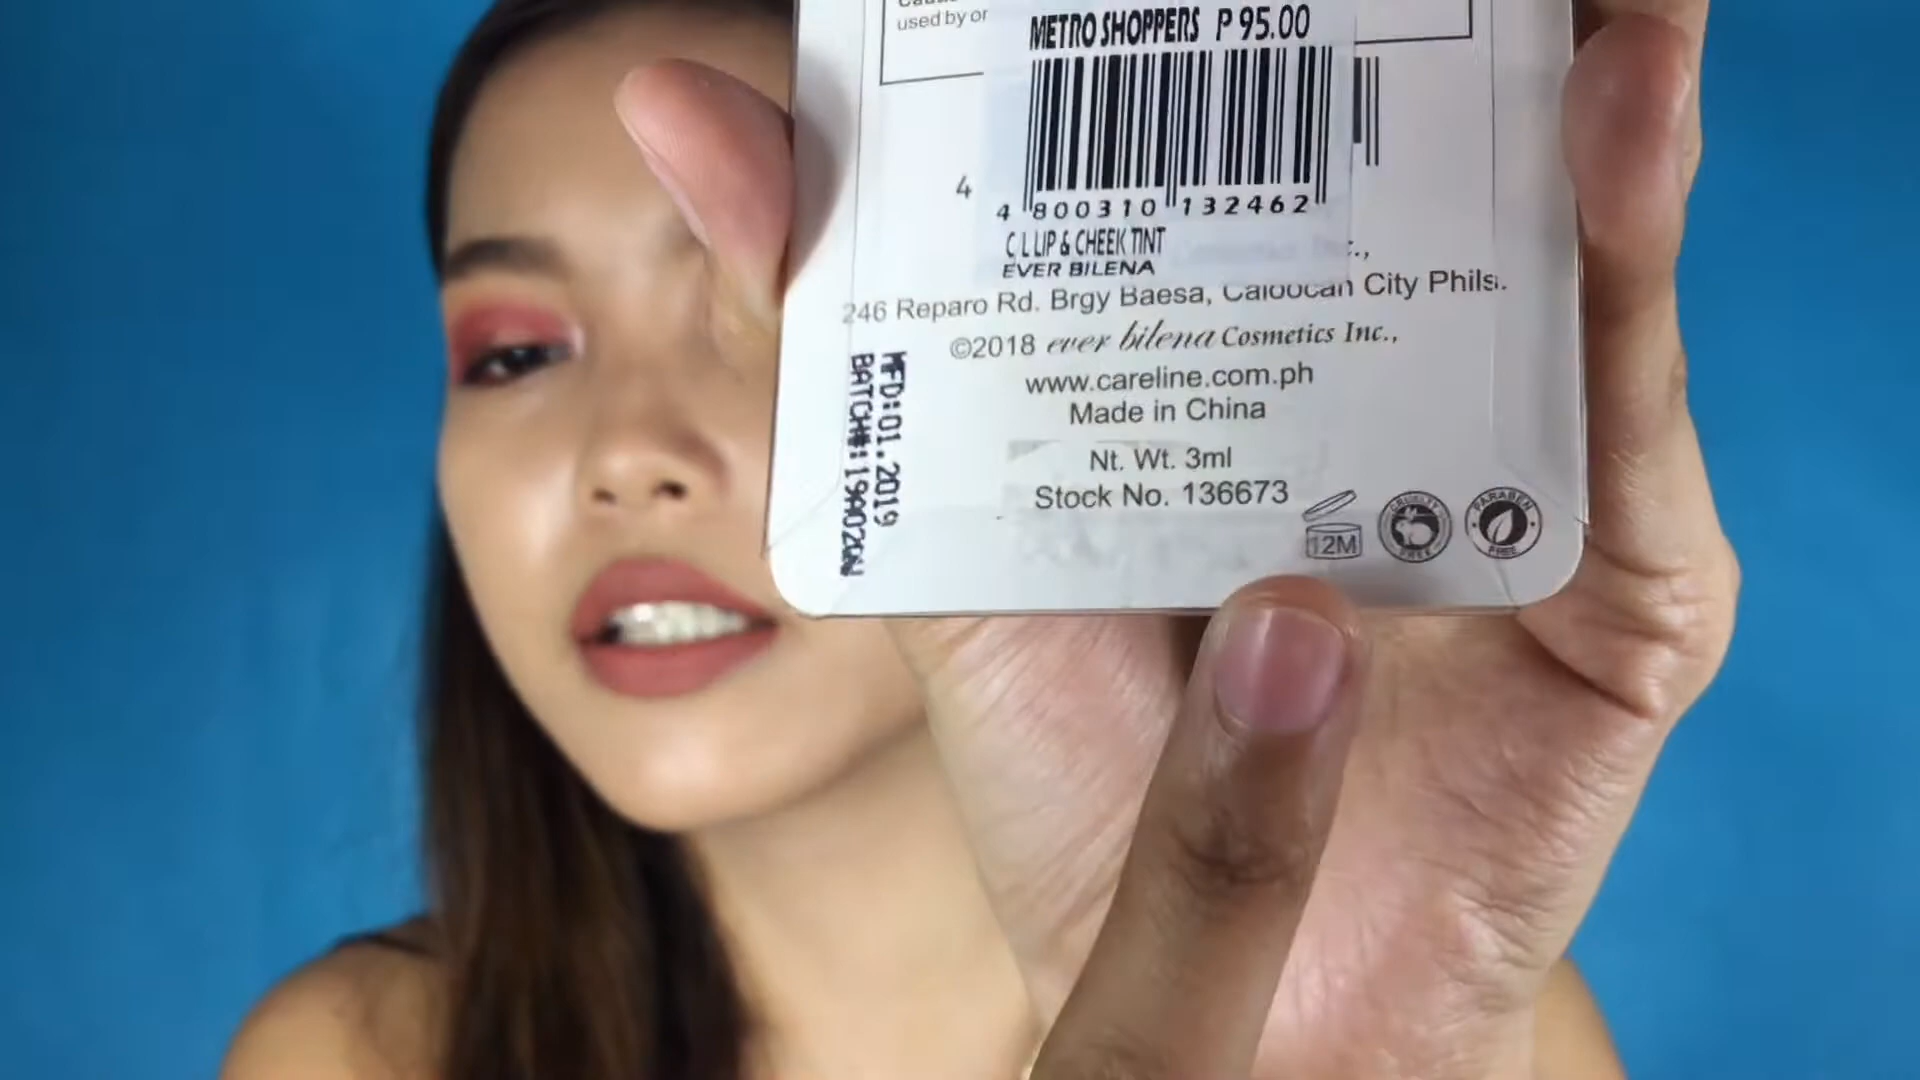 used by or
METRO SHOPPERS P 95.00
4
4 800310 132462
C L LIP & CHEEK TINT
EVER BILENA
246 Reparo Rd. Brgy Baesa, Caloocan City Phils.
©2018 ever bilena Cosmetics Inc.,
www.careline.com.ph
Made in China
Nt. Wt. 3ml
Stock No. 136673
12M
CRUELTY FREE
PARABEN FREE
MFD:01.2019
BATCH#:19A02GN